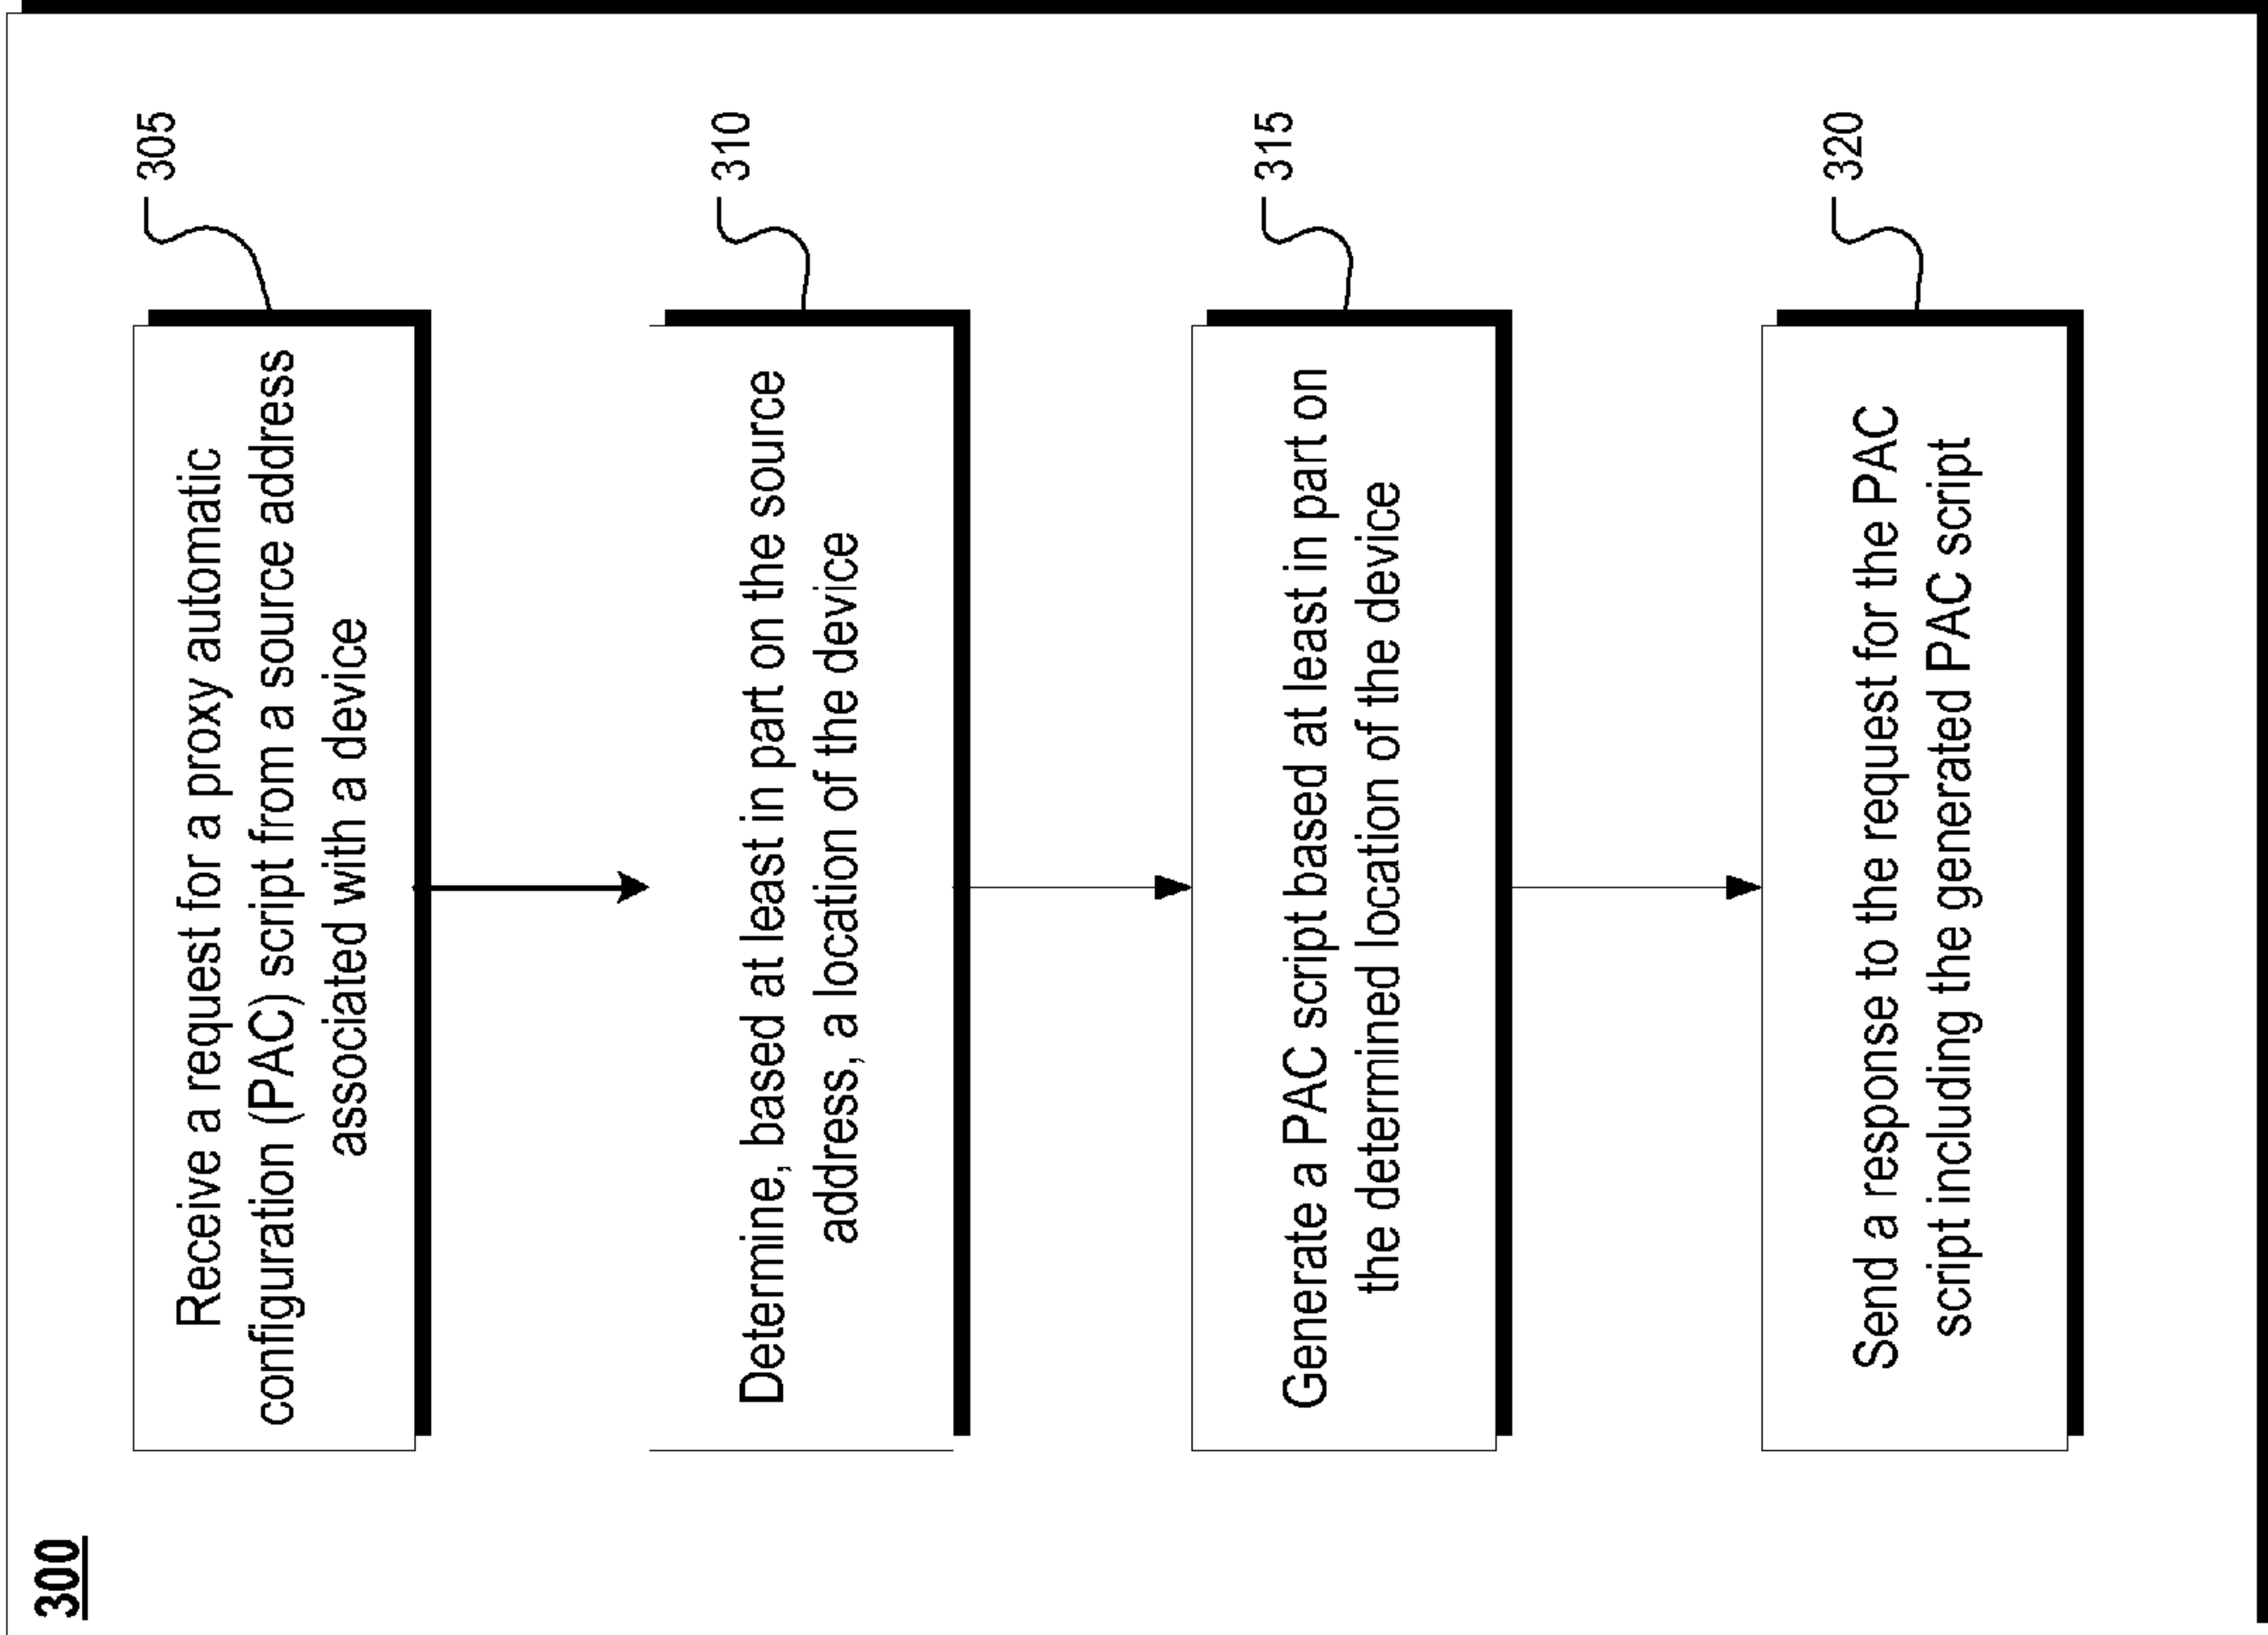 300
Receive a request for a proxy automatic
configuration (PAC) script from a source address
associated with a device
305
Determine, based at least in part on the source
address, a location of the device
310
Generate a PAC script based at least in part on
the determined location of the device
315
Send a response to the request for the PAC
script including the generated PAC script
320